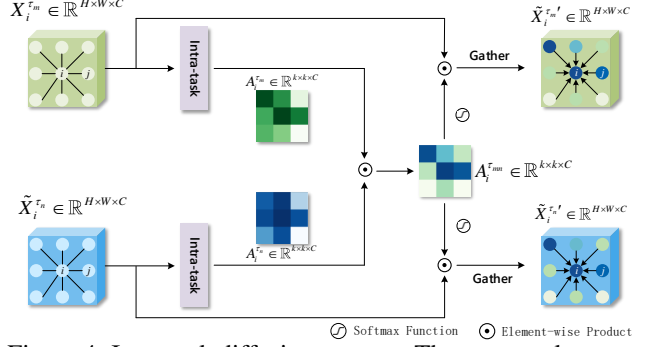 X_i^{τ_m} ∈ ℝ^{H×W×C}
X̃_i^{τ_m}′ ∈ ℝ^{H×W×C}
i j
Intra-task
A_i^{τ_m} ∈ ℝ^{k×k×C}
Gather
i j
A_i^{τ_{mn}} ∈ ℝ^{k×k×C}
X̃_i^{τ_n} ∈ ℝ^{H×W×C}
X̃_i^{τ_n}′ ∈ ℝ^{H×W×C}
i j
Intra-task
A_i^{τ_n} ∈ ℝ^{k×k×C}
Gather
i j
Softmax Function
Element-wise Product